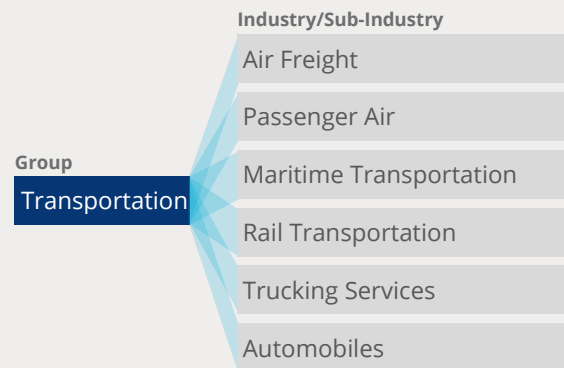 Industry/Sub-Industry
Air Freight
Passenger Air
Group
Maritime Transportation
Transportation
Rail Transportation
Trucking Services
Automobiles